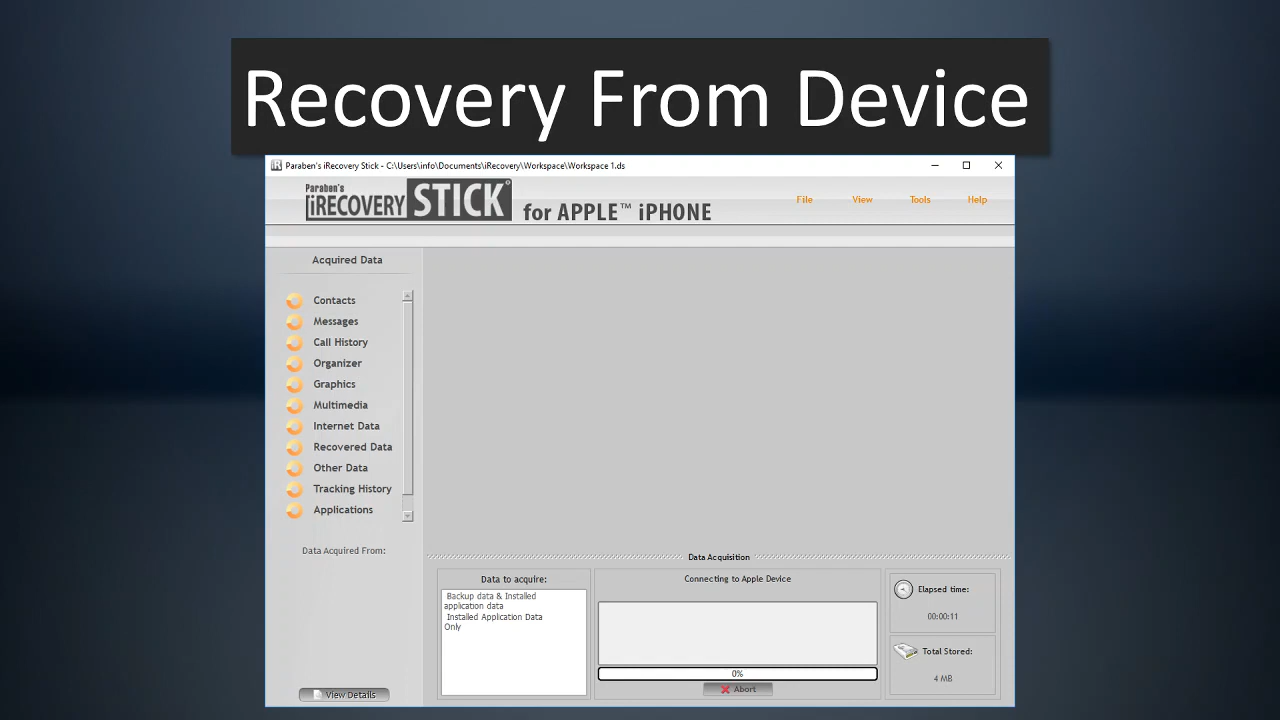 Recovery From Device
Paraben's iRecovery Stick - C:\Users\info\Documents\iRecovery\Workspace\Workspace 1.ds
Paraben's
iRECOVERY STICK® for APPLE™ iPHONE
File View Tools Help
Acquired Data
Contacts
Messages
Call History
Organizer
Graphics
Multimedia
Internet Data
Recovered Data
Other Data
Tracking History
Applications
Data Acquired From:
View Details
Data Acquisition
Data to acquire:
Backup data & Installed
application data
Installed Application Data
Only
Connecting to Apple Device
0%
Abort
Elapsed time:
00:00:11
Total Stored:
4 MB